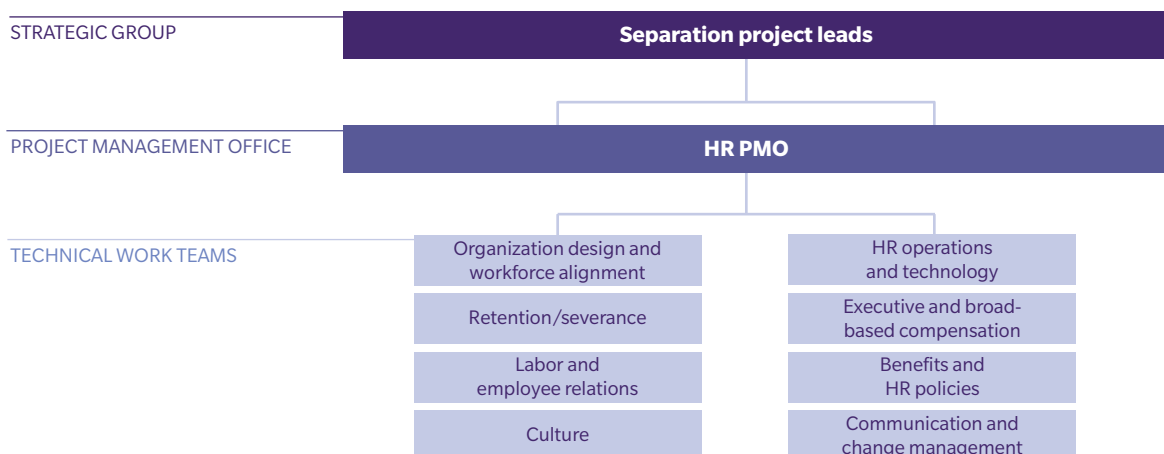 STRATEGIC GROUP
Separation project leads
PROJECT MANAGEMENT OFFICE
HR PMO
TECHNICAL WORK TEAMS
Organization design and
workforce alignment
Retention/severance
Labor and
employee relations
Culture
HR operations
and technology
Executive and broad-
based compensation
Benefits and
HR policies
Communication and
change management